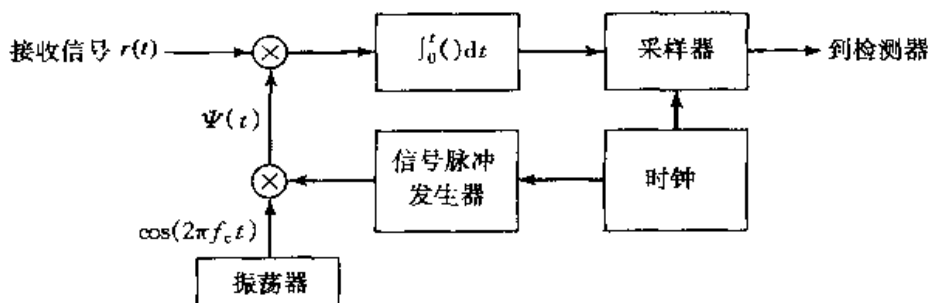 接收信号 r(t)
∫₀ᵗ()dt
采样器
到检测器
Ψ(t)
信号脉冲
发生器
时钟
cos(2πf_c t)
振荡器